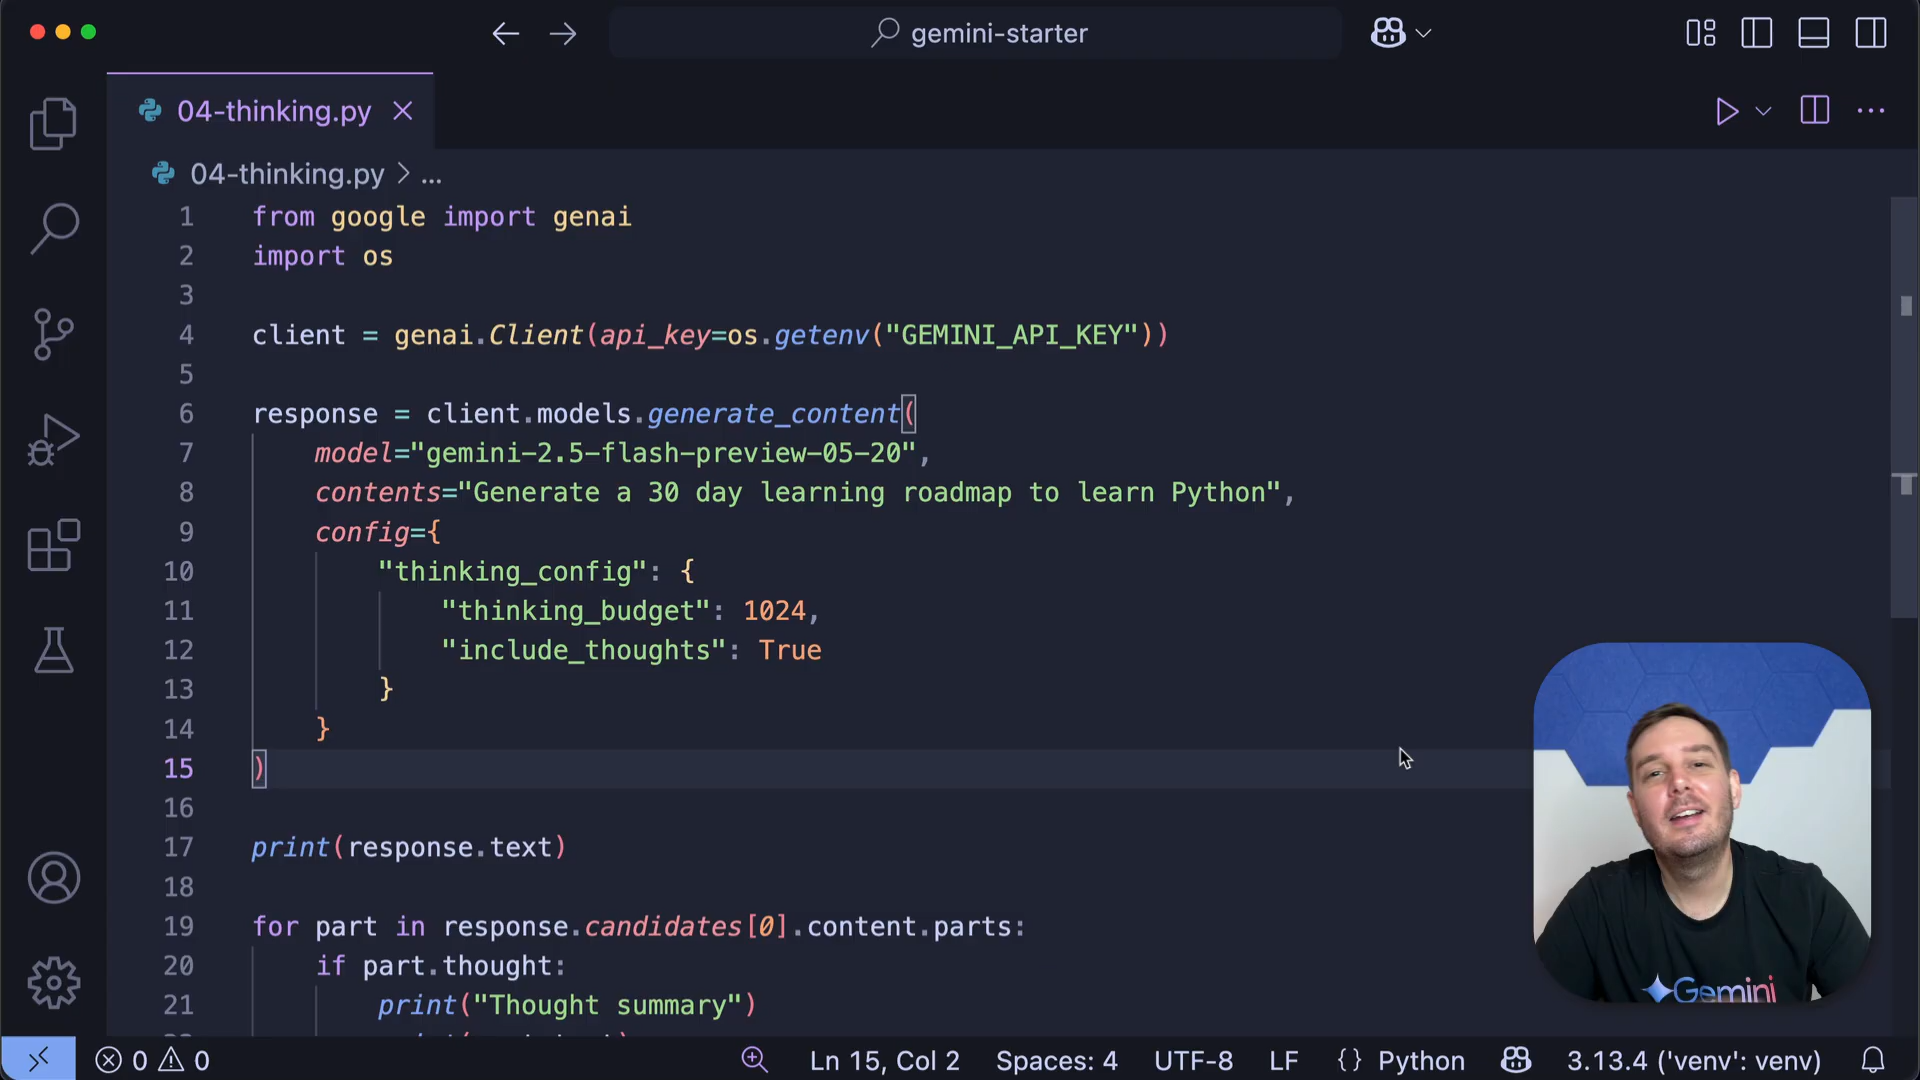 gemini-starter
04-thinking.py
04-thinking.py > ...
1 from google import genai
2 import os
3
4 client = genai.Client(api_key=os.getenv("GEMINI_API_KEY"))
5
6 response = client.models.generate_content(
7 model="gemini-2.5-flash-preview-05-20",
8 contents="Generate a 30 day learning roadmap to learn Python",
9 config={
10 "thinking_config": {
11 "thinking_budget": 1024,
12 "include_thoughts": True
13 }
14 }
15 )
16
17 print(response.text)
18
19 for part in response.candidates[0].content.parts:
20 if part.thought:
21 print("Thought summary")
Gemini
0 0 Ln 15, Col 2 Spaces: 4 UTF-8 LF {} Python 3.13.4 ('venv': venv)